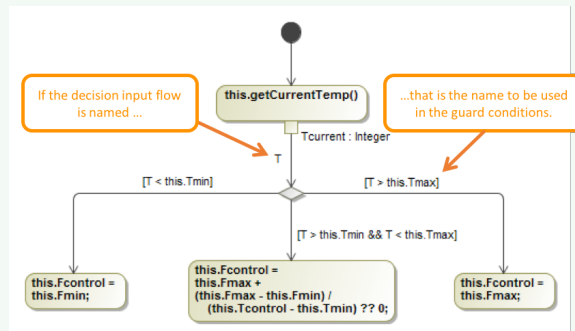 this.getCurrentTemp()
If the decision input flow
is named ...
...that is the name to be used
in the guard conditions.
Tcurrent : Integer
T
[T < this.Tmin]
[T > this.Tmax]
[T > this.Tmin && T < this.Tmax]
this.Fcontrol =
this.Fmin;
this.Fcontrol =
this.Fmax +
(this.Fmax - this.Fmin) /
(this.Tcontrol - this.Tmin) ?? 0;
this.Fcontrol =
this.Fmax;